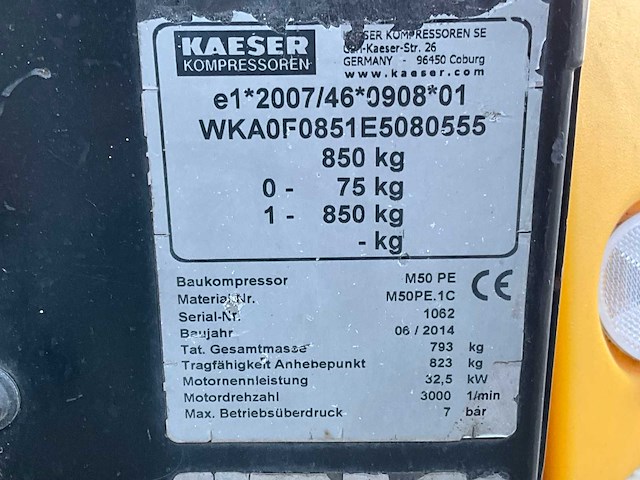 KAESER
KOMPRESSOREN
KAESER KOMPRESSORE SE
Carl-Kaeser-Str. 26
GERMANY - 96450 Coburg
www.kaeser.com
e1*2007/46*0908*01
WKA0F0851E5080555
850 kg
0 - 75 kg
1 - 850 kg
- kg
Baukompressor M50 PE
Material-Nr. M50PE.1C
Serial-Nr. 1062
Baujahr 06 / 2014
Tat. Gesamtmasse 793 kg
Tragfähigkeit Anhebepunkt 823 kg
Motornennleistung 32,5 kW
Motordrehzahl 3000 1/min
Max. Betriebsüberdruck 7 bar
CE